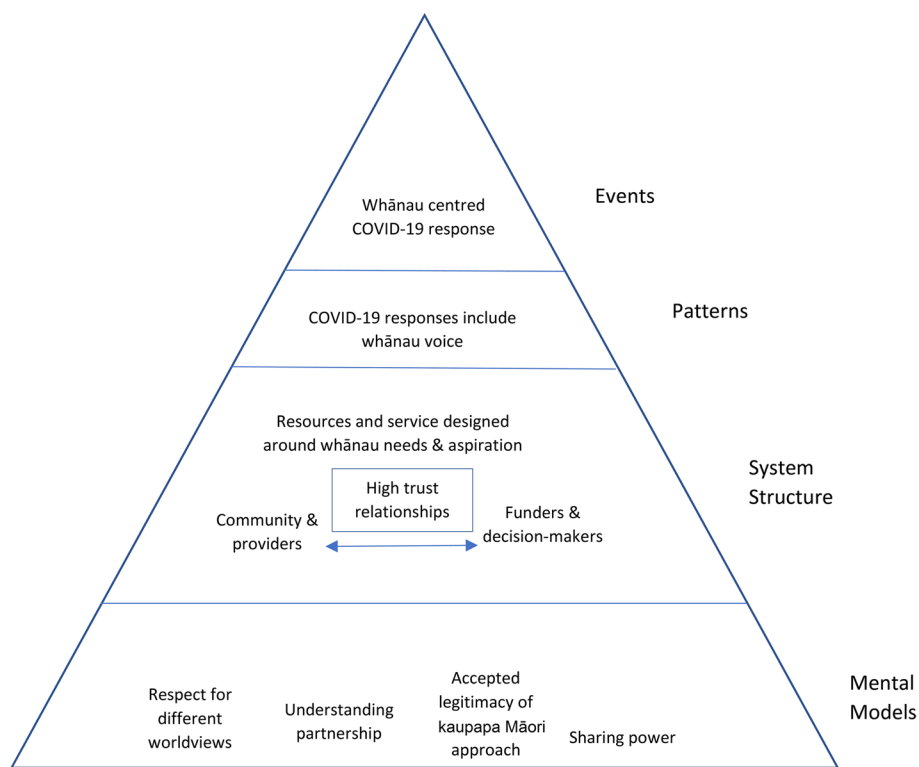 Events
Whānau centred
COVID-19 response
Patterns
COVID-19 responses include
whānau voice
System
Structure
Resources and service designed
around whānau needs & aspiration
High trust
relationships
Community &
providers
Funders &
decision-makers
Mental
Models
Respect for
different
worldviews
Understanding
partnership
Accepted
legitimacy of
kaupapa Māori
approach
Sharing power